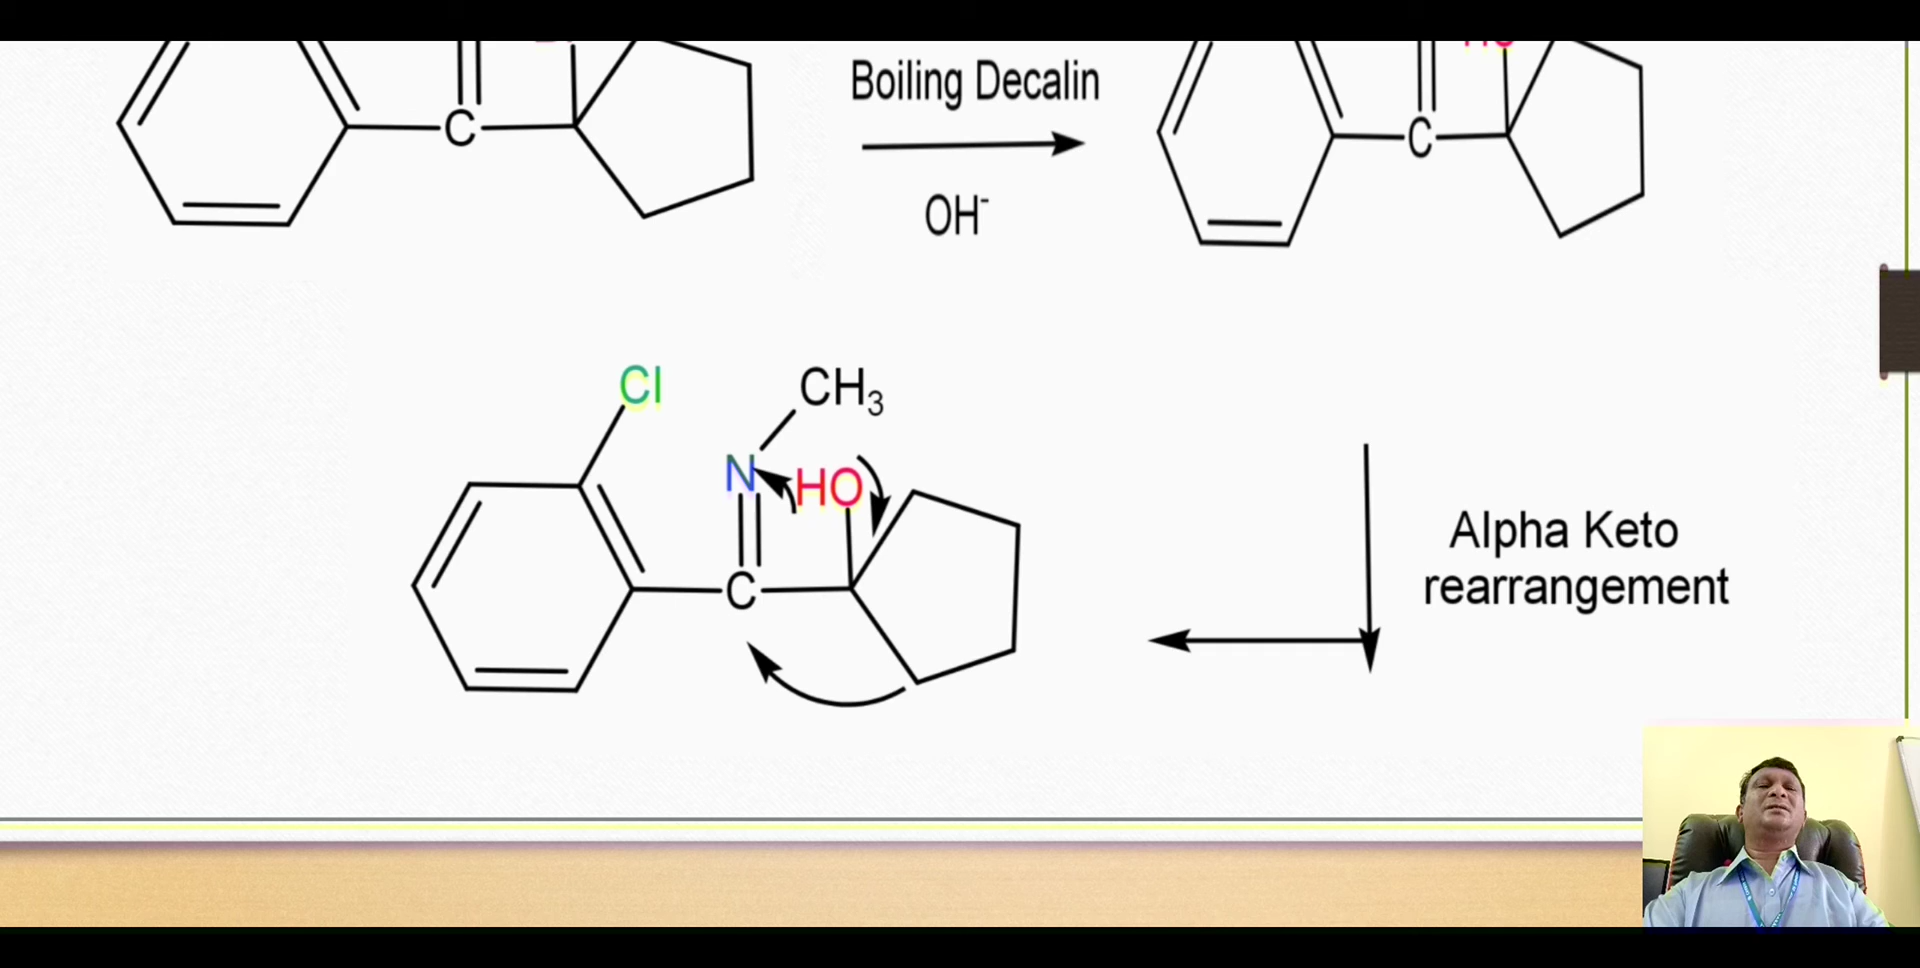 Boiling Decalin
C
C
OH⁻
Cl
CH₃
N
HO
C
Alpha Keto
rearrangement